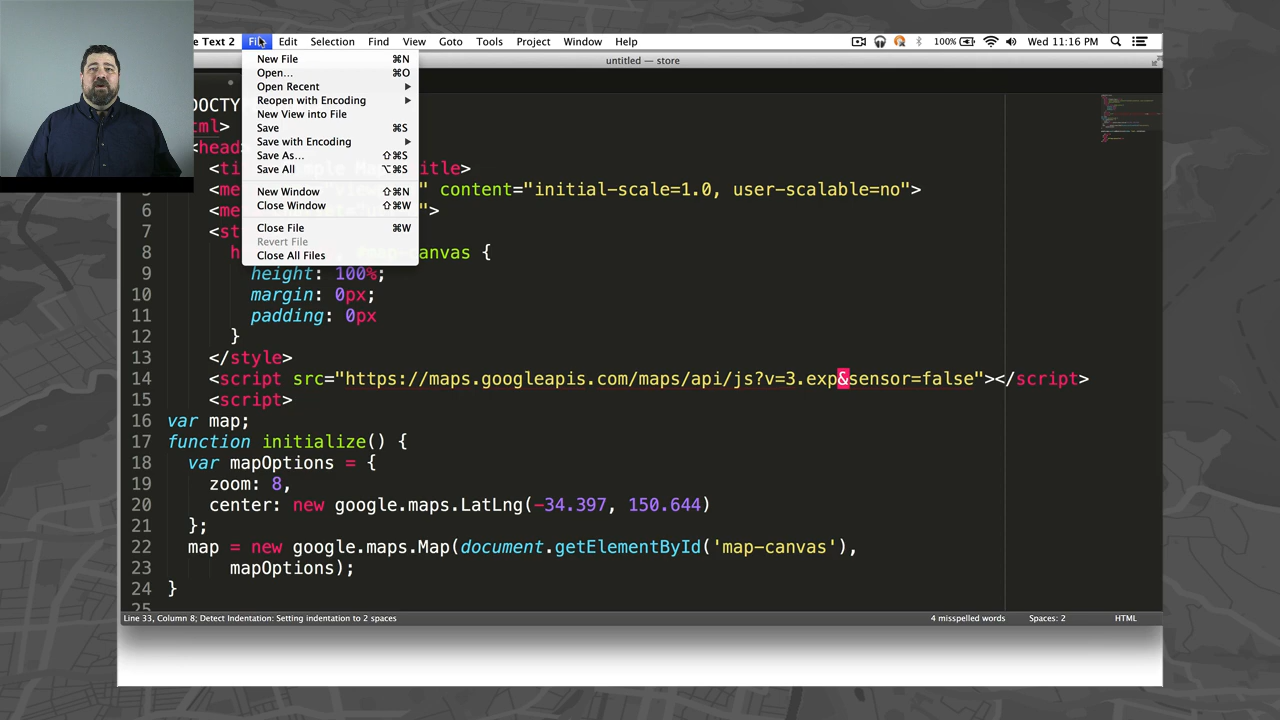 e Text 2 File Edit Selection Find View Goto Tools Project Window Help 100% Wed 11:16 PM
untitled — store
New File ⌘N
Open... ⌘O
Open Recent
Reopen with Encoding
New View into File
Save ⌘S
Save with Encoding
Save As... ⇧⌘S
Save All ⌥⌘S
New Window ⇧⌘N
Close Window ⇧⌘W
Close File ⌘W
Revert File
Close All Files
DOCTY
ml>
<head
<ti itle>
5 <me " content="initial-scale=1.0, user-scalable=no">
6 <me ">
7 <st
8 h canvas {
9 height: 100%;
10 margin: 0px;
11 padding: 0px
12 }
13 </style>
14 <script src="https://maps.googleapis.com/maps/api/js?v=3.exp&sensor=false"></script>
15 <script>
16 var map;
17 function initialize() {
18 var mapOptions = {
19 zoom: 8,
20 center: new google.maps.LatLng(-34.397, 150.644)
21 };
22 map = new google.maps.Map(document.getElementById('map-canvas'),
23 mapOptions);
24 }
25
Line 33, Column 8; Detect Indentation: Setting indentation to 2 spaces 4 misspelled words Spaces: 2 HTML